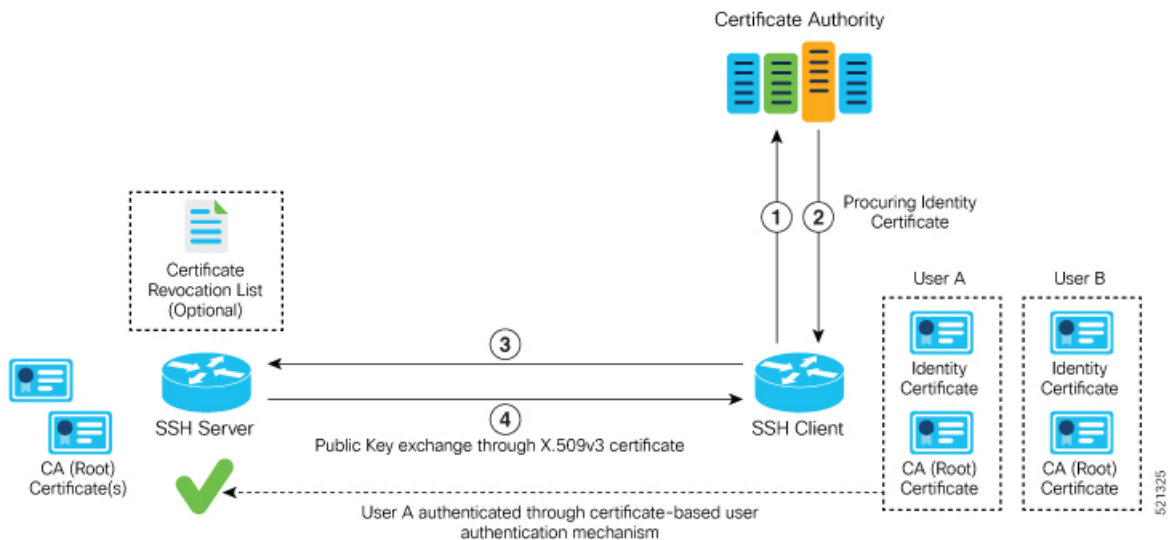 Certificate Authority
1
2
Procuring Identity
Certificate
Certificate
Revocation List
(Optional)
User A
User B
Identity
Certificate
Identity
Certificate
CA (Root)
Certificate
CA (Root)
Certificate
3
4
SSH Server
SSH Client
Public Key exchange through X.509v3 certificate
CA (Root)
Certificate(s)
User A authenticated through certificate-based user
authentication mechanism
521325